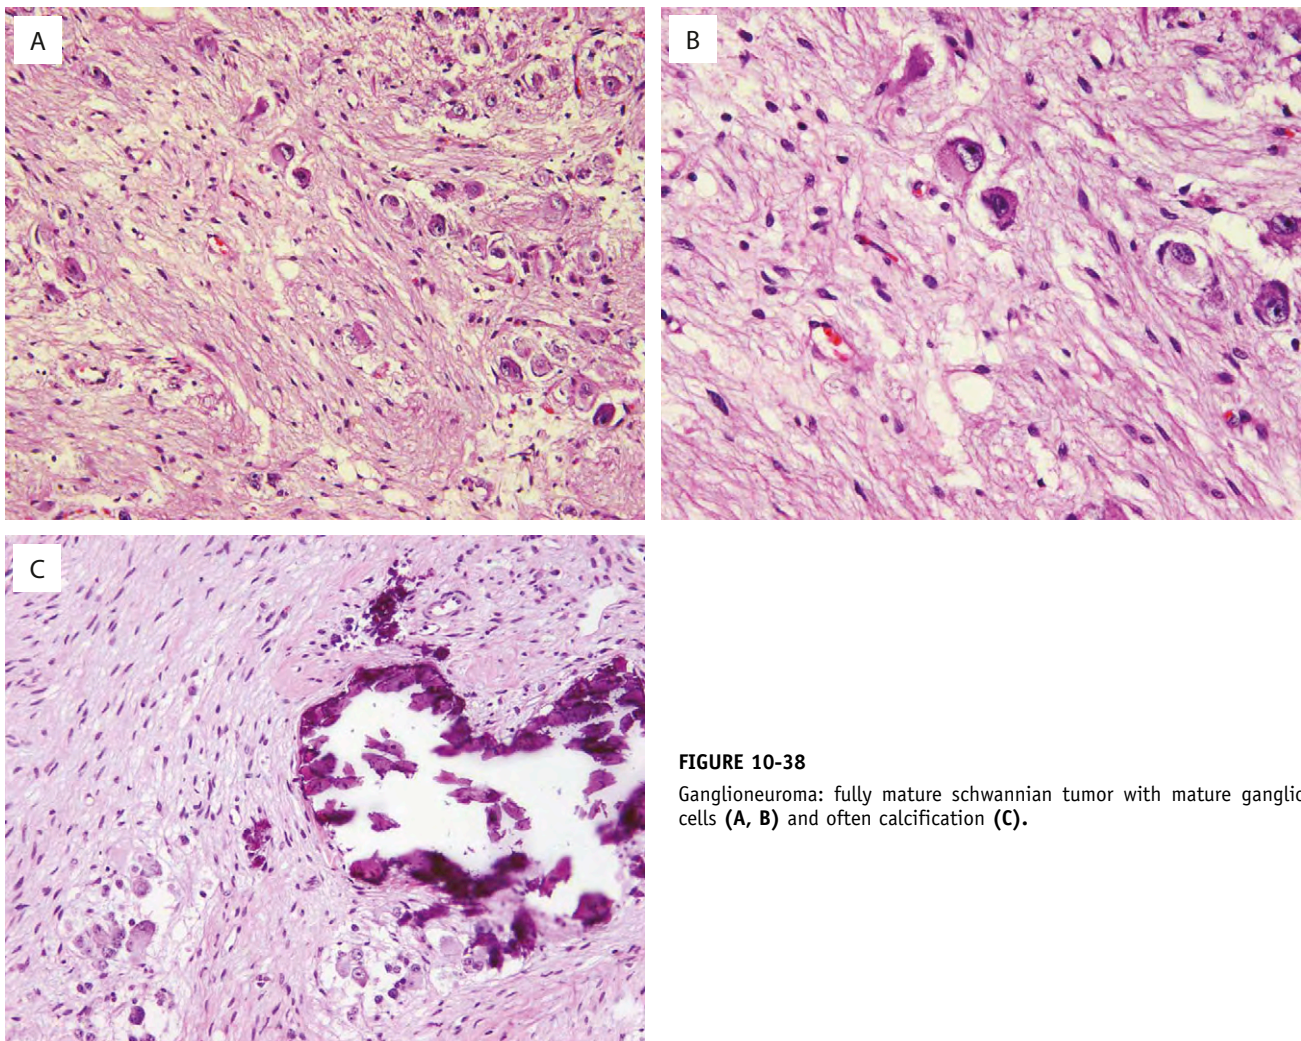 A
B
C
FIGURE 10-38
Ganglioneuroma: fully mature schwannian tumor with mature ganglic
cells (A, B) and often calcification (C).